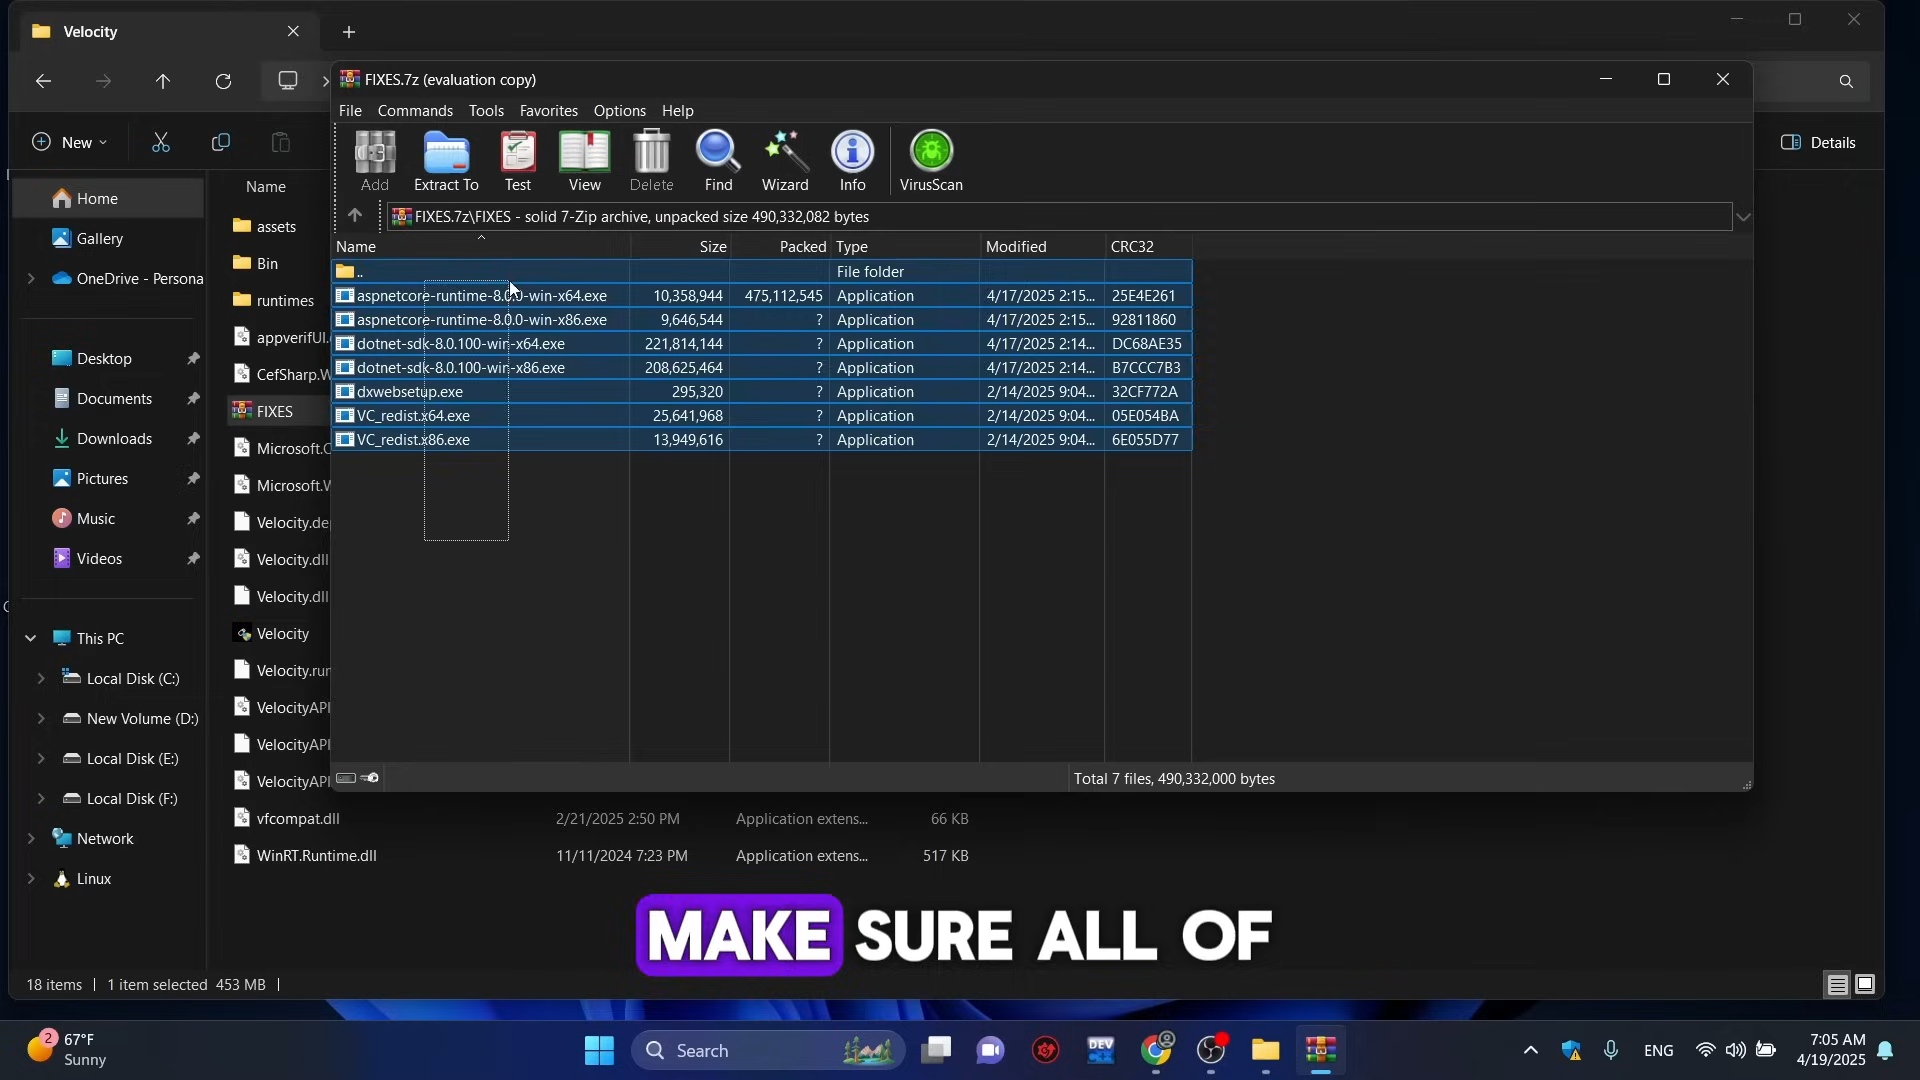 Velocity
FIXES.7z (evaluation copy)
File Commands Tools Favorites Options Help
New
Add Extract To Test View Delete Find Wizard Info VirusScan
Details
FIXES.7z\FIXES - solid 7-Zip archive, unpacked size 490,332,082 bytes
Name Size Packed Type Modified CRC32
.. File folder
aspnetcore-runtime-8.0.0-win-x64.exe 10,358,944 475,112,545 Application 4/17/2025 2:15... 25E4E261
aspnetcore-runtime-8.0.0-win-x86.exe 9,646,544 ? Application 4/17/2025 2:15... 92811860
dotnet-sdk-8.0.100-win-x64.exe 221,814,144 ? Application 4/17/2025 2:14... DC68AE35
dotnet-sdk-8.0.100-win-x86.exe 208,625,464 ? Application 4/17/2025 2:14... B7CCC7B3
dxwebsetup.exe 295,320 ? Application 2/14/2025 9:04... 32CF772A
VC_redist.x64.exe 25,641,968 ? Application 2/14/2025 9:04... 05E054BA
VC_redist.x86.exe 13,949,616 ? Application 2/14/2025 9:04... 6E055D77
Total 7 files, 490,332,000 bytes
Home
Gallery
OneDrive - Persona
Desktop
Documents
Downloads
Pictures
Music
Videos
This PC
Local Disk (C:)
New Volume (D:)
Local Disk (E:)
Local Disk (F:)
Network
Linux
Name
assets
Bin
runtimes
appverifUI.
CefSharp.W
FIXES
Microsoft.C
Microsoft.W
Velocity.de
Velocity.dll
Velocity.dll
Velocity
Velocity.run
VelocityAPI
VelocityAPI
VelocityAPI
vfcompat.dll 2/21/2025 2:50 PM Application extens... 66 KB
WinRT.Runtime.dll 11/11/2024 7:23 PM Application extens... 517 KB
MAKE SURE ALL OF
18 items 1 item selected 453 MB
2
67°F
Sunny
Search
DEV
ENG
7:05 AM
4/19/2025